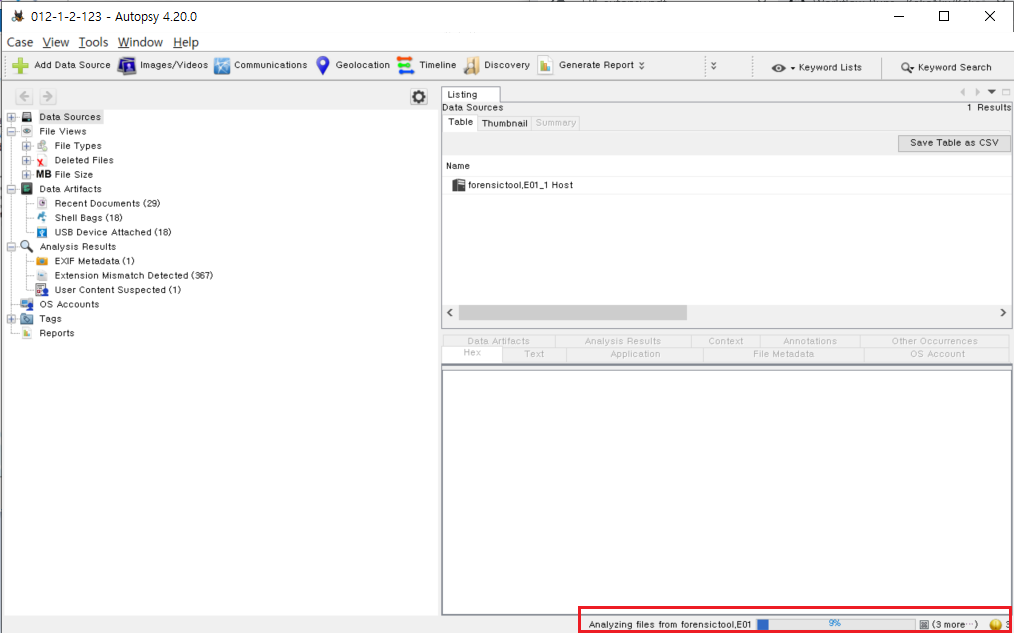 012-1-2-123 - Autopsy 4.20.0
Case View Tools Window Help
Add Data Source Images/Videos Communications Geolocation Timeline Discovery Generate Report Keyword Lists Keyword Search
Listing
Data Sources 1 Results
Table Thumbnail Summary
Save Table as CSV
Name
forensictool,E01_1 Host
Data Sources
File Views
File Types
Deleted Files
MB File Size
Data Artifacts
Recent Documents (29)
Shell Bags (18)
USB Device Attached (18)
Analysis Results
EXIF Metadata (1)
Extension Mismatch Detected (367)
User Content Suspected (1)
OS Accounts
Tags
Reports
Data Artifacts Analysis Results Context Annotations Other Occurrences
Hex Text Application File Metadata OS Account
Analyzing files from forensictool,E01 9% (3 more…)